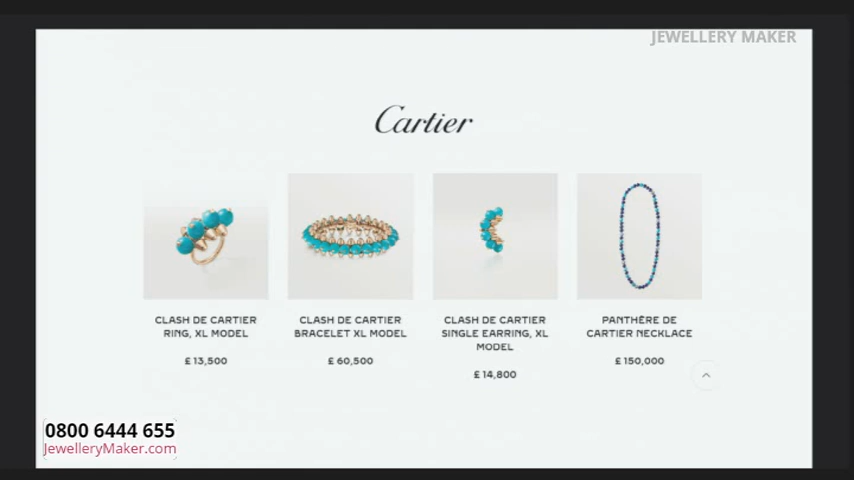 JEWELLERY MAKER
Cartier
CLASH DE CARTIER
RING, XL MODEL
£ 13,500
CLASH DE CARTIER
BRACELET XL MODEL
£ 60,500
CLASH DE CARTIER
SINGLE EARRING, XL
MODEL
£ 14,800
PANTHÈRE DE
CARTIER NECKLACE
£ 150,000
0800 6444 655
JewelleryMaker.com